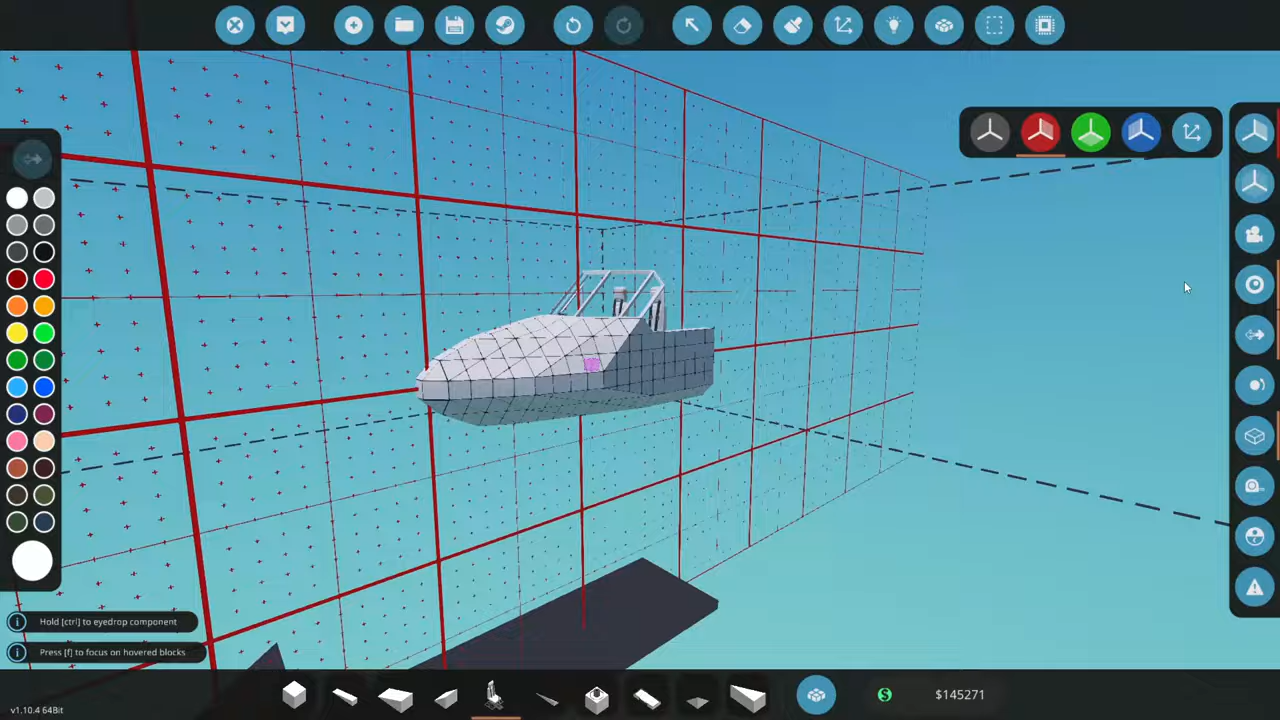 Hold [ctrl] to eyedrop component
Press [f] to focus on hovered blocks
v1.10.4 64Bit
$145271